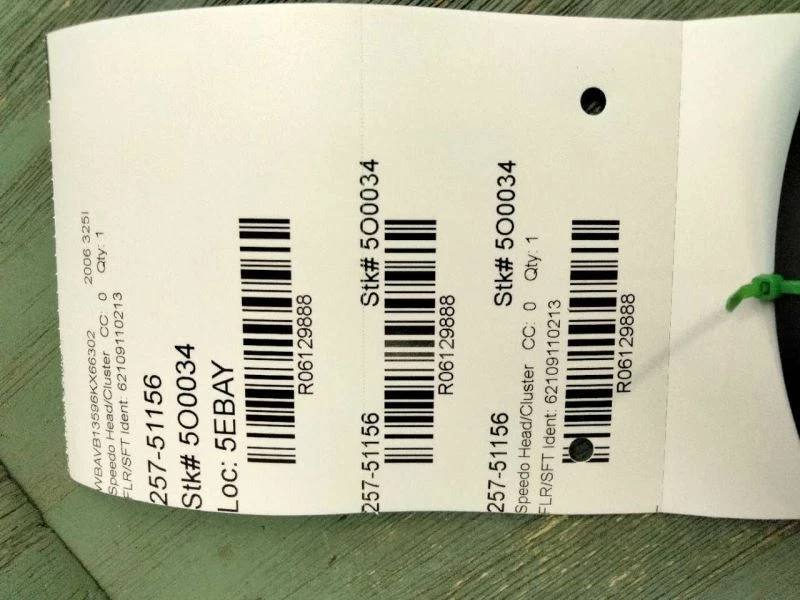 WBAVB13596KX66302 2006 325I
Speedo Head/Cluster CC: 0 Qty: 1
FLR/SFT Ident: 62109110213
257-51156
Stk# 5O0034
Loc: 5EBAY
R06129888
257-51156 Stk# 5O0034
R06129888
257-51156 Stk# 5O0034
Speedo Head/Cluster CC: 0 Qty: 1
FLR/SFT Ident: 62109110213
R06129888